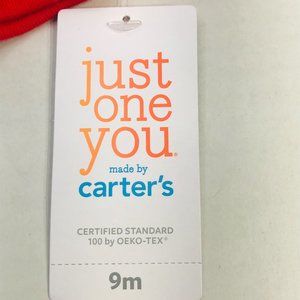 just
one
you®
made by
carter's
CERTIFIED STANDARD
100 by OEKO-TEX®
9m